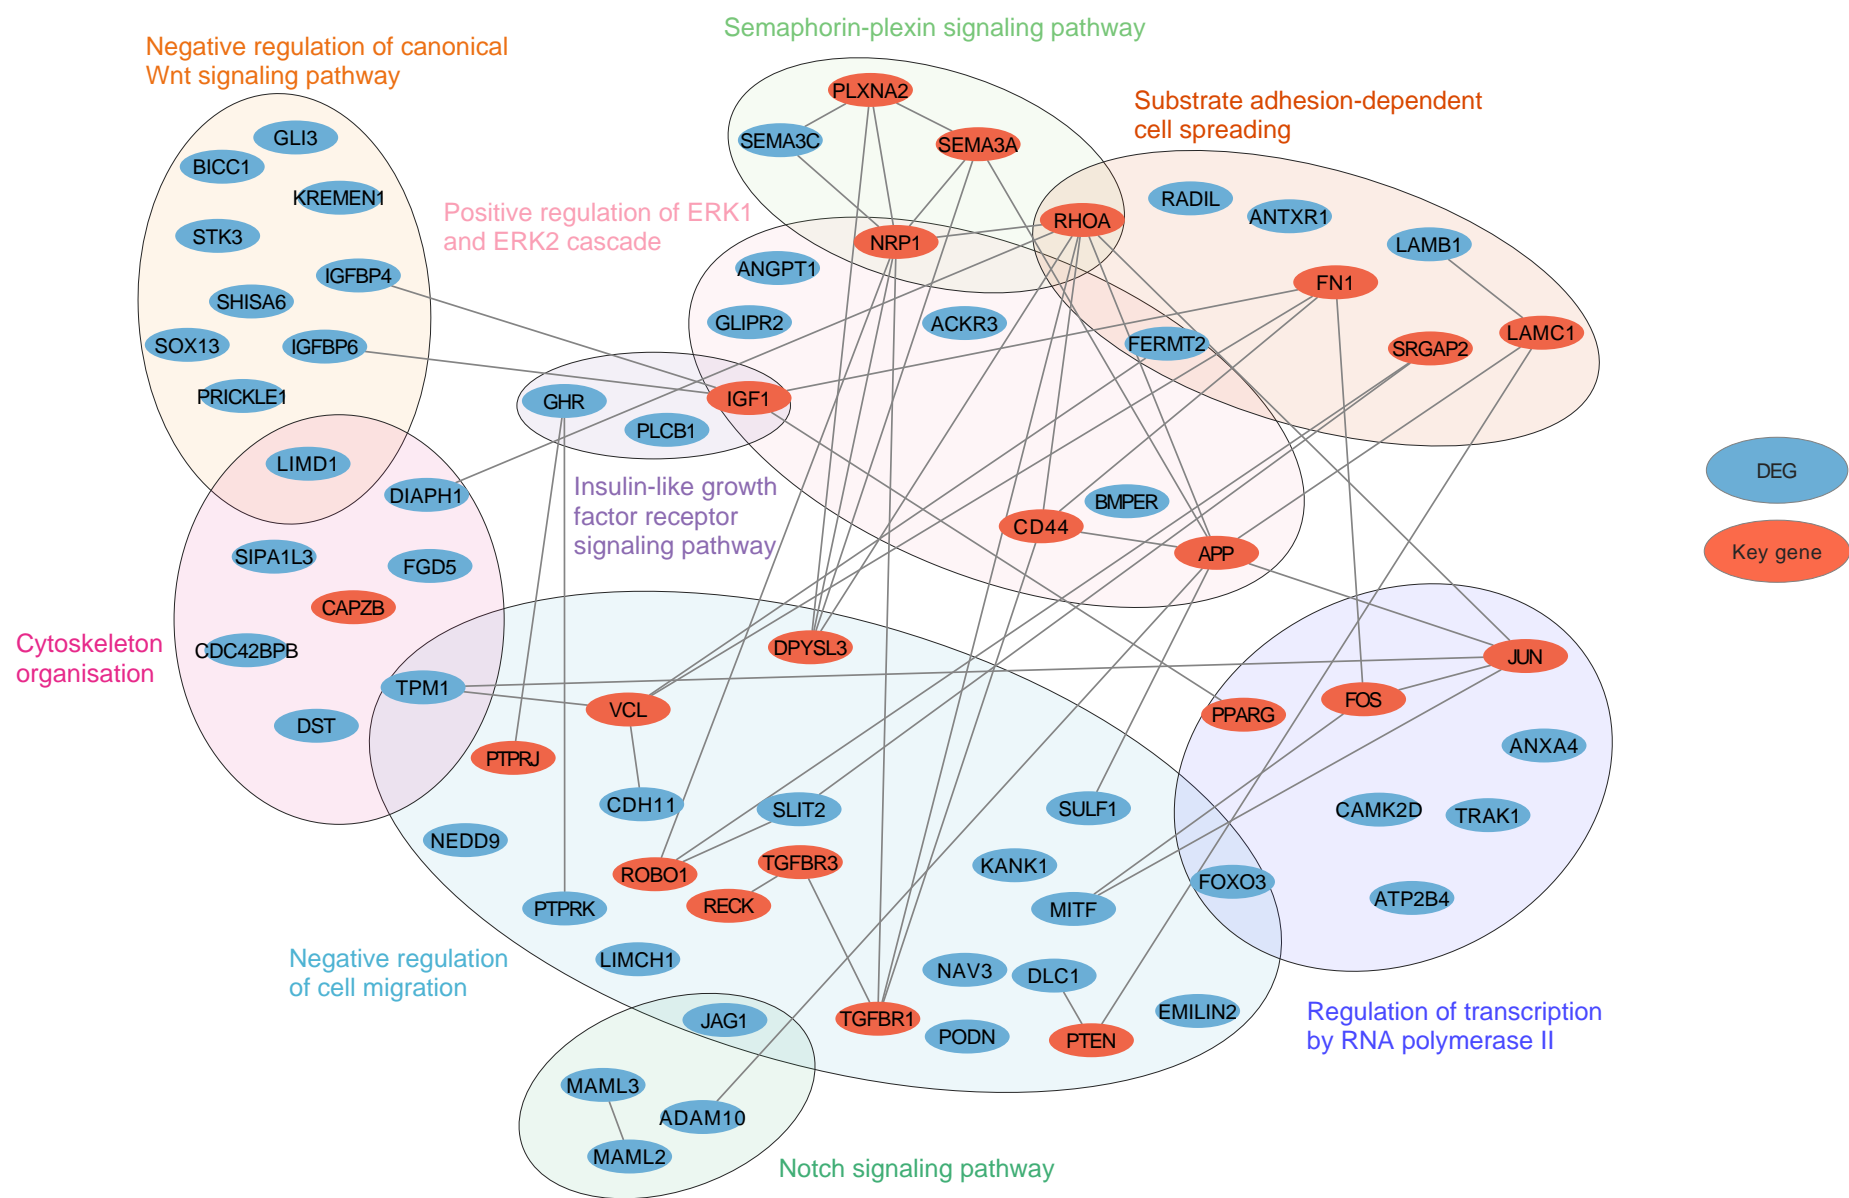 Semaphorin-plexin signaling pathway
Negative regulation of canonical
Wnt signaling pathway
PLXNA2
Substrate adhesion-dependent
cell spreading
GLI3
SEMA3C
SEMA3A
BICC1
KREMEN1
RADIL
Positive regulation of ERK1
and ERK2 cascade
ANTXR1
RHOA
STK3
NRP1
LAMB1
ANGPT1
IGFBP4
FN1
SHISA6
GLIPR2
ACKR3
LAMC1
SOX13
IGFBP6
FERMT2
SRGAP2
PRICKLE1
GHR
IGF1
PLCB1
LIMD1
DEG
DIAPH1
Insulin-like growth
factor receptor
signaling pathway
BMPER
CD44
SIPA1L3
FGD5
APP
Key gene
CAPZB
Cytoskeleton
organisation
CDC42BPB
DPYSL3
JUN
TPM1
VCL
FOS
PPARG
DST
ANXA4
PTPRJ
CDH11
SLIT2
SULF1
CAMK2D
TRAK1
NEDD9
TGFBR3
KANK1
ROBO1
FOXO3
RECK
PTPRK
MITF
ATP2B4
Negative regulation
of cell migration
LIMCH1
NAV3
DLC1
JAG1
TGFBR1
EMILIN2
Regulation of transcription
by RNA polymerase II
PODN
PTEN
MAML3
ADAM10
MAML2
Notch signaling pathway